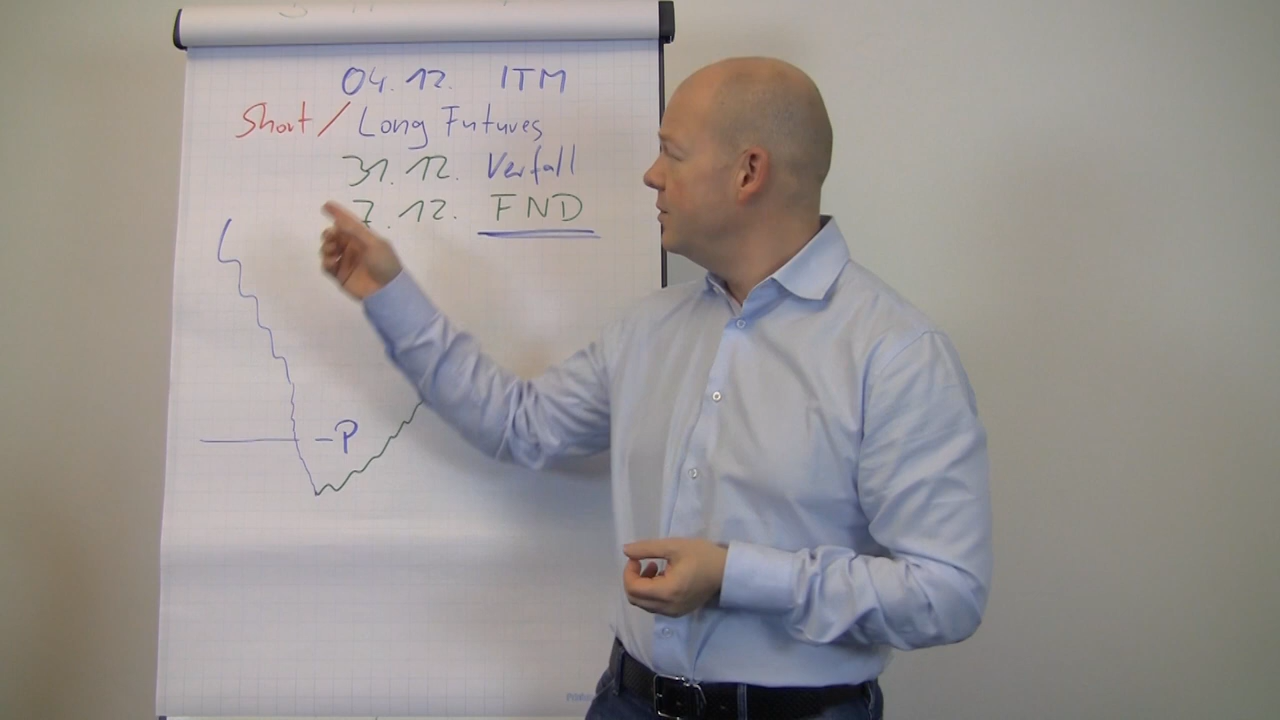 04.12. ITM
Short / Long Futures
31.12. Verfall
7.12. FND
-P